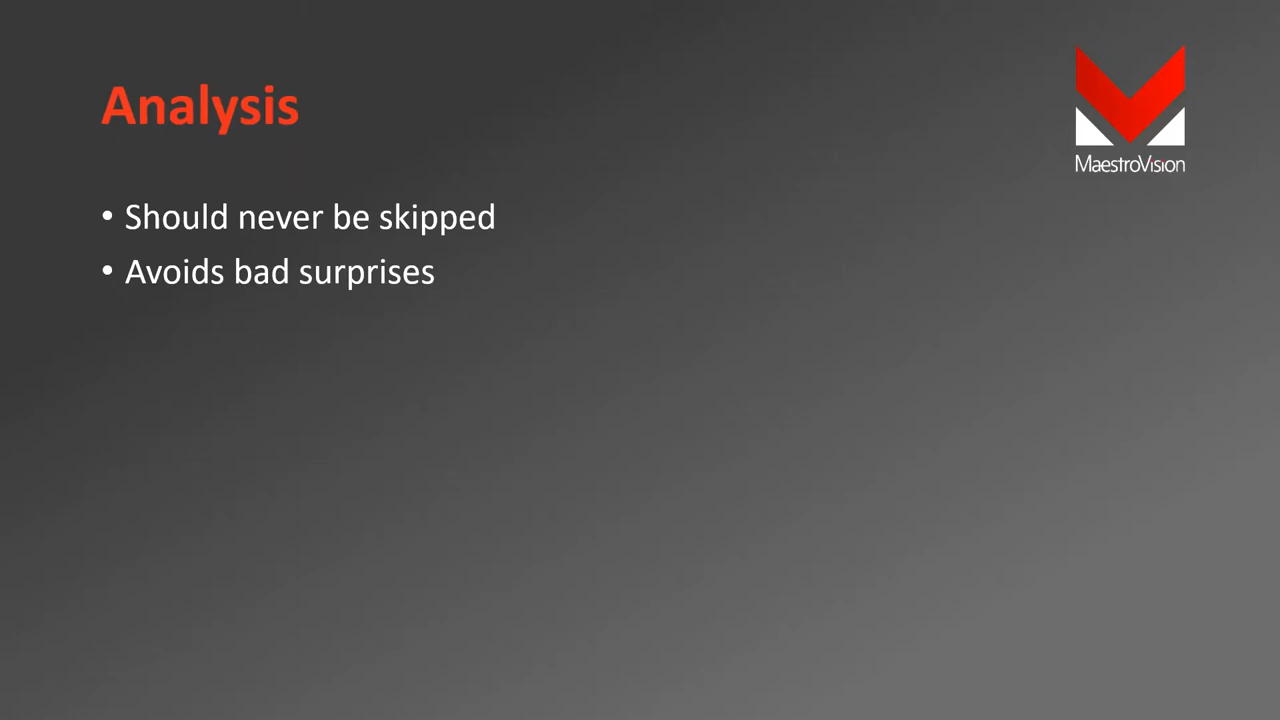 Analysis
MaestroVision
• Should never be skipped
• Avoids bad surprises